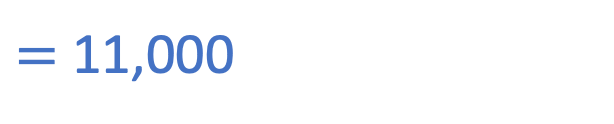 = 11,000